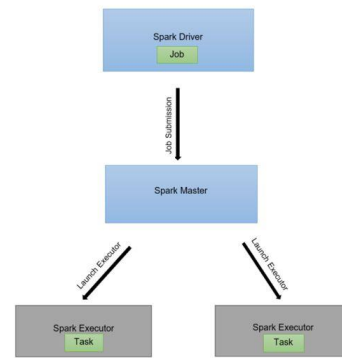 Spark Driver
Job
Job Submission
Spark Master
Launch Executor
Launch Executor
Spark Executor
Task
Spark Executor
Task